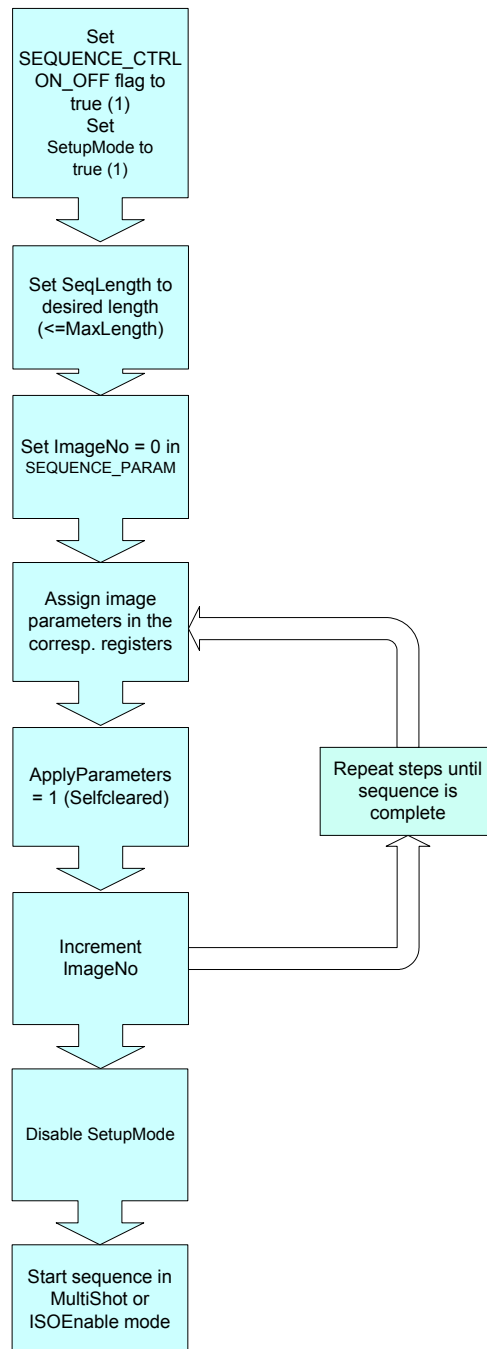 Set
SEQUENCE_CTRL
ON_OFF flag to
true (1)
Set
SetupMode to
true (1)
Set SeqLength to
desired length
(<=MaxLength)
Set ImageNo = 0 in
SEQUENCE_PARAM
Assign image
parameters in the
corresp. registers
ApplyParameters
= 1 (Selfcleared)
Repeat steps until
sequence is
complete
Increment
ImageNo
Disable SetupMode
Start sequence in
MultiShot or
ISOEnable mode